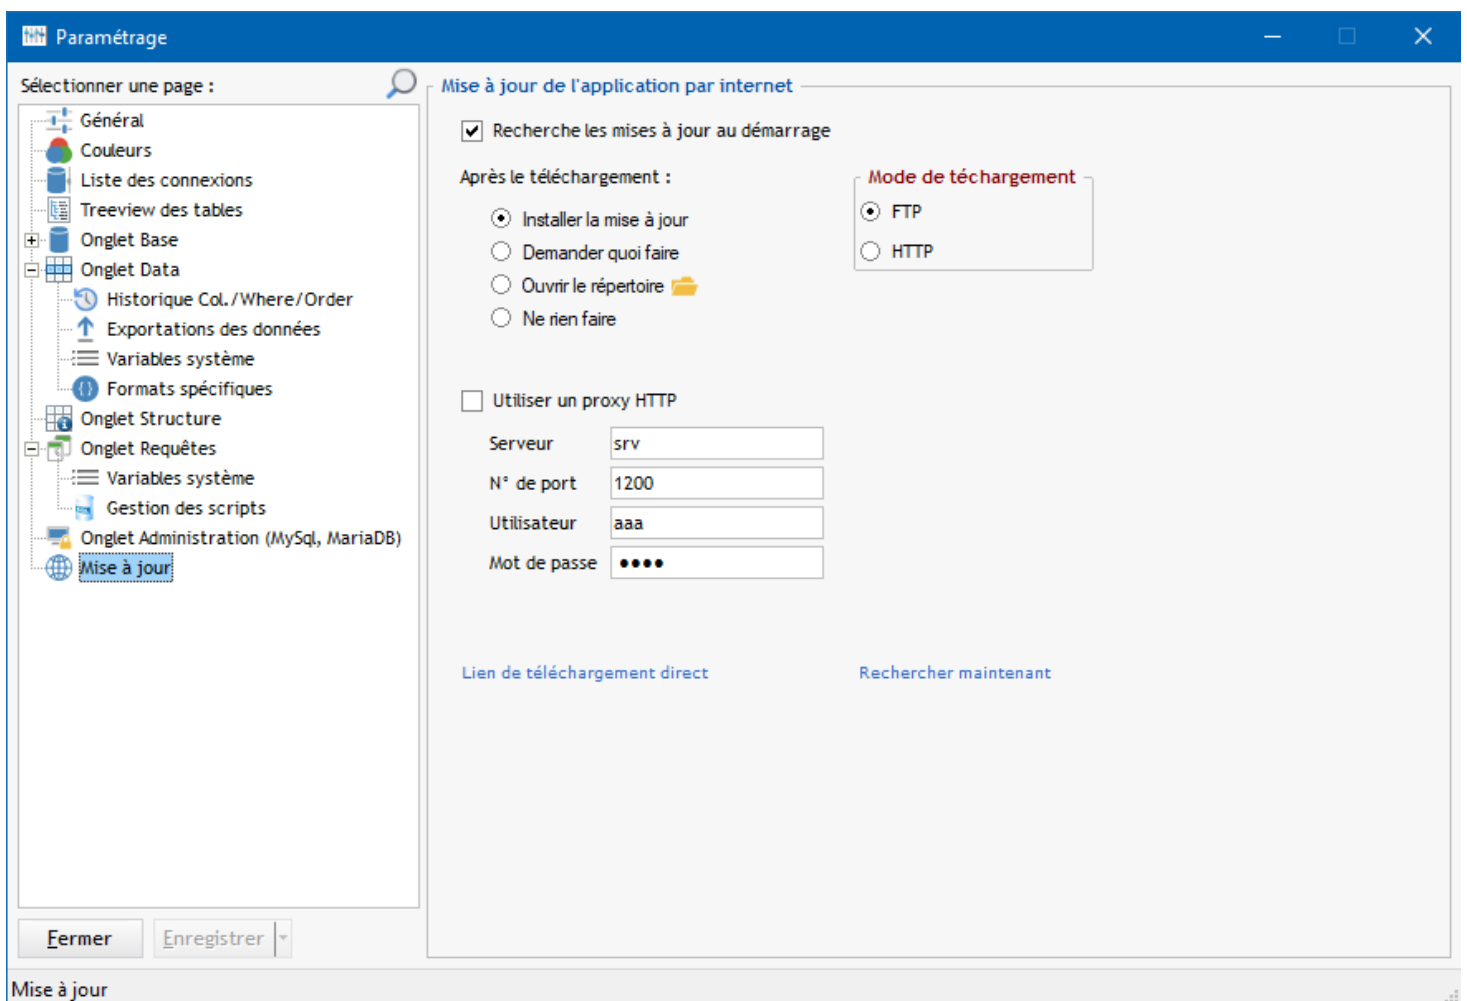 Paramétrage
Sélectionner une page :
Général
Couleurs
Liste des connexions
Treeview des tables
Onglet Base
Onglet Data
Historique Col./Where/Order
Exportations des données
Variables système
Formats spécifiques
Onglet Structure
Onglet Requêtes
Variables système
Gestion des scripts
Onglet Administration (MySql, MariaDB)
Mise à jour
Fermer
Enregistrer
Mise à jour de l'application par internet
Recherche les mises à jour au démarrage
Après le téléchargement :
Installer la mise à jour
Demander quoi faire
Ouvrir le répertoire
Ne rien faire
Mode de téchargement
FTP
HTTP
Utiliser un proxy HTTP
Serveur srv
N° de port 1200
Utilisateur aaa
Mot de passe ●●●●
Lien de téléchargement direct
Rechercher maintenant
Mise à jour